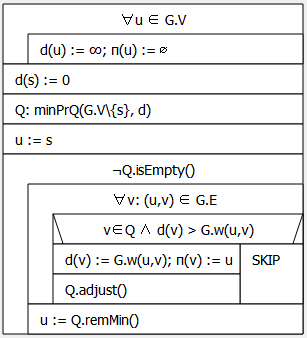 ∀u ∈ G.V
d(u) := ∞; π(u) := ⌀
d(s) := 0
Q: minPrQ(G.V\{s}, d)
u := s
¬Q.isEmpty()
∀v: (u,v) ∈ G.E
v∈Q ∧ d(v) > G.w(u,v)
d(v) := G.w(u,v); π(v) := u SKIP
Q.adjust()
u := Q.remMin()